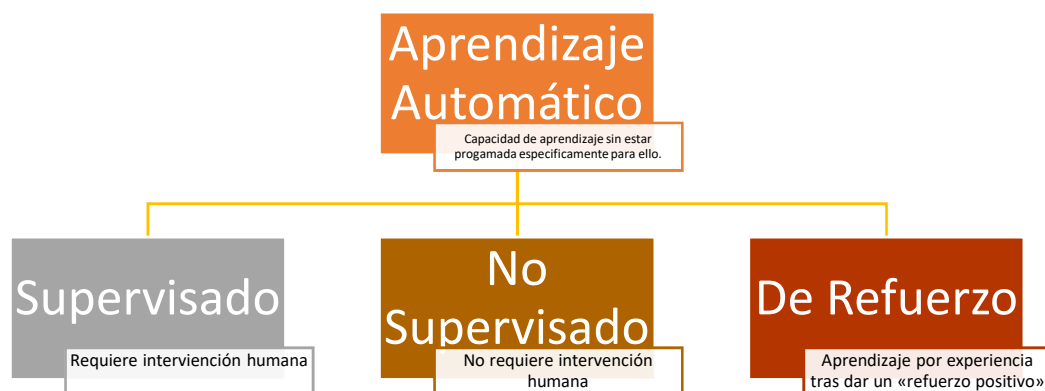 Aprendizaje
Automático
Capacidad de aprendizaje sin estar
progamada especificamente para ello.
Supervisado
Requiere intervención humana
No
Supervisado
No requiere intervención
humana
De Refuerzo
Aprendizaje por experiencia
tras dar un «refuerzo positivo»